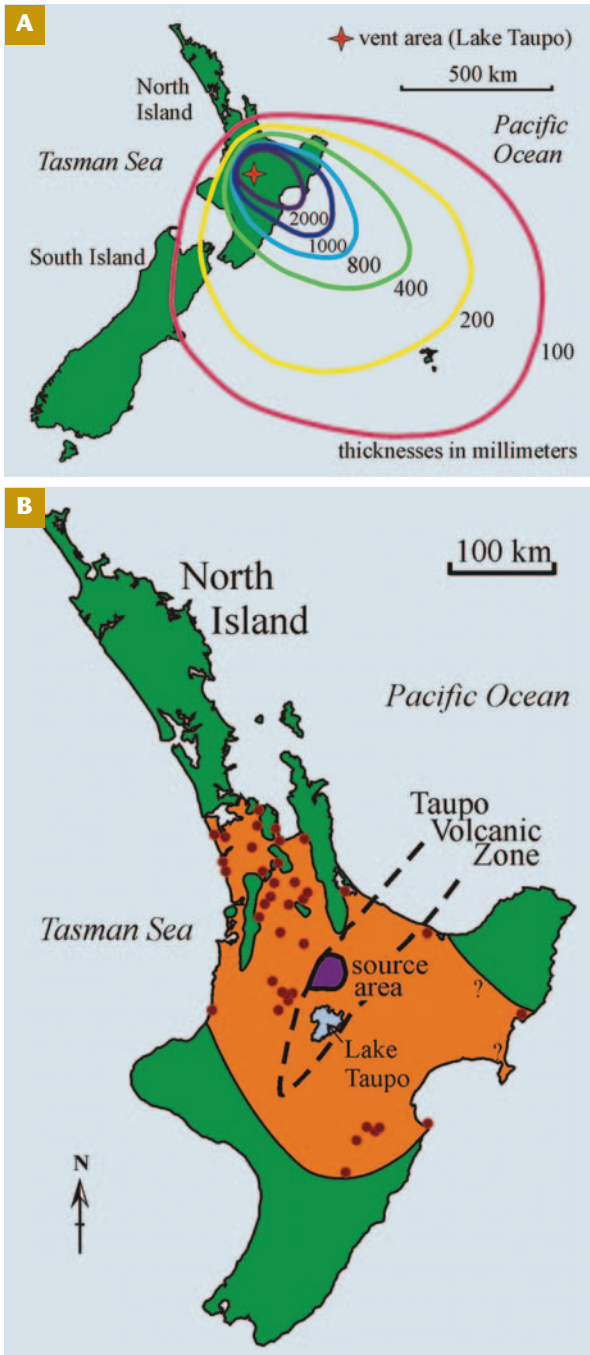 A
vent area (Lake Taupo)
500 km
North
Island
Pacific
Ocean
Tasman Sea
2000
South Island
1000
800
400
200
100
thicknesses in millimeters
B
100 km
North
Island
Pacific Ocean
Taupo
Volcanic
Zone
Tasman Sea
source
area
?
Lake
Taupo
?
N